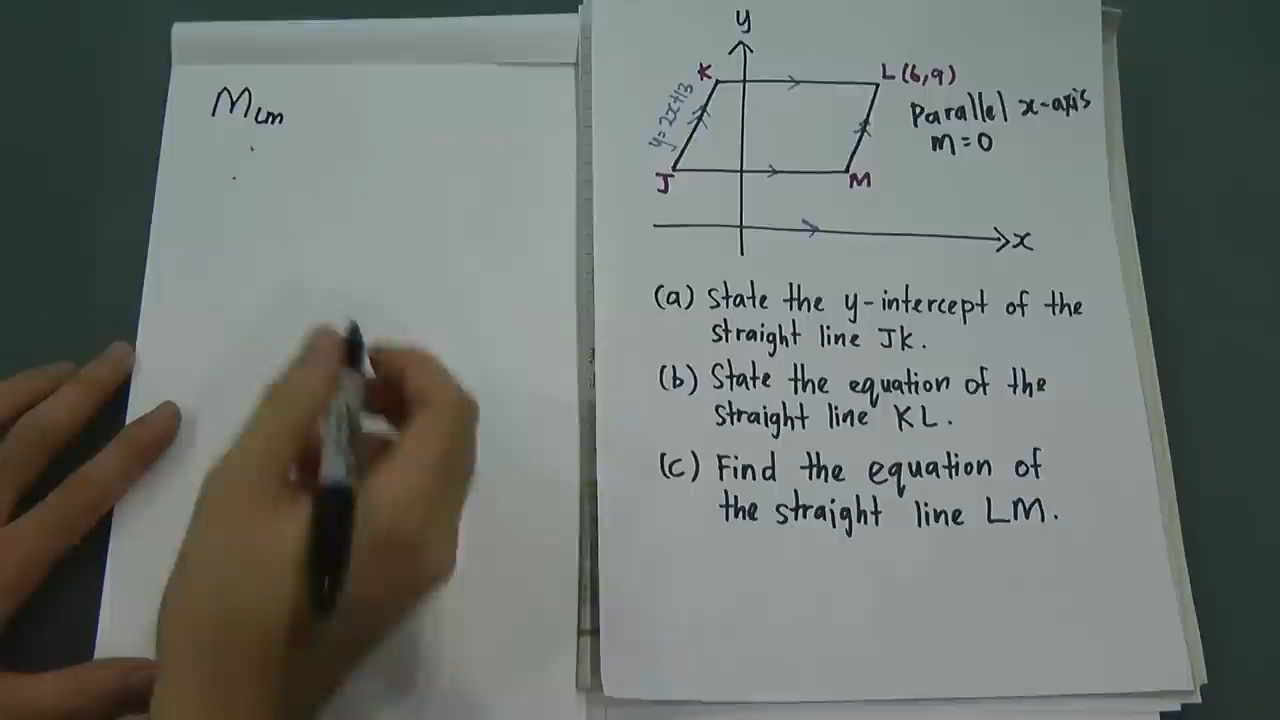 MLm
y
K
L(6,9)
y=2x+13
Parallel x-axis
m=0
J
M
x
(a) State the y-intercept of the
straight line JK.
(b) State the equation of the
straight line KL.
(c) Find the equation of
the straight line LM.